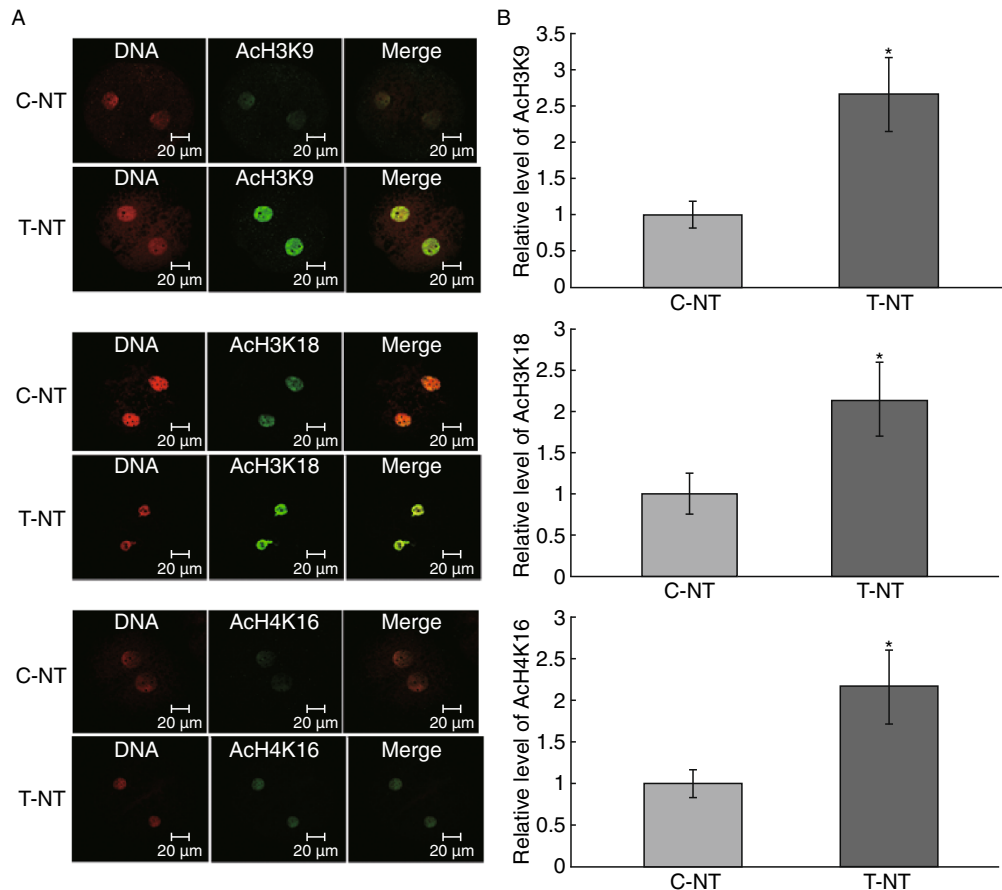 A
DNA AcH3K9 Merge
C-NT
20 µm 20 µm 20 µm
DNA AcH3K9 Merge
T-NT
20 µm 20 µm 20 µm
DNA AcH3K18 Merge
C-NT
20 µm 20 µm 20 µm
DNA AcH3K18 Merge
T-NT
20 µm 20 µm 20 µm
DNA AcH4K16 Merge
C-NT
20 µm 20 µm 20 µm
DNA AcH4K16 Merge
T-NT
20 µm 20 µm 20 µm
B
Relative level of AcH3K9
3.5
3
2.5
2
1.5
1
0.5
0
*
C-NT T-NT
Relative level of AcH3K18
3
2.5
2
1.5
1
0.5
0
*
C-NT T-NT
Relative level of AcH4K16
3
2.5
2
1.5
1
0.5
0
*
C-NT T-NT